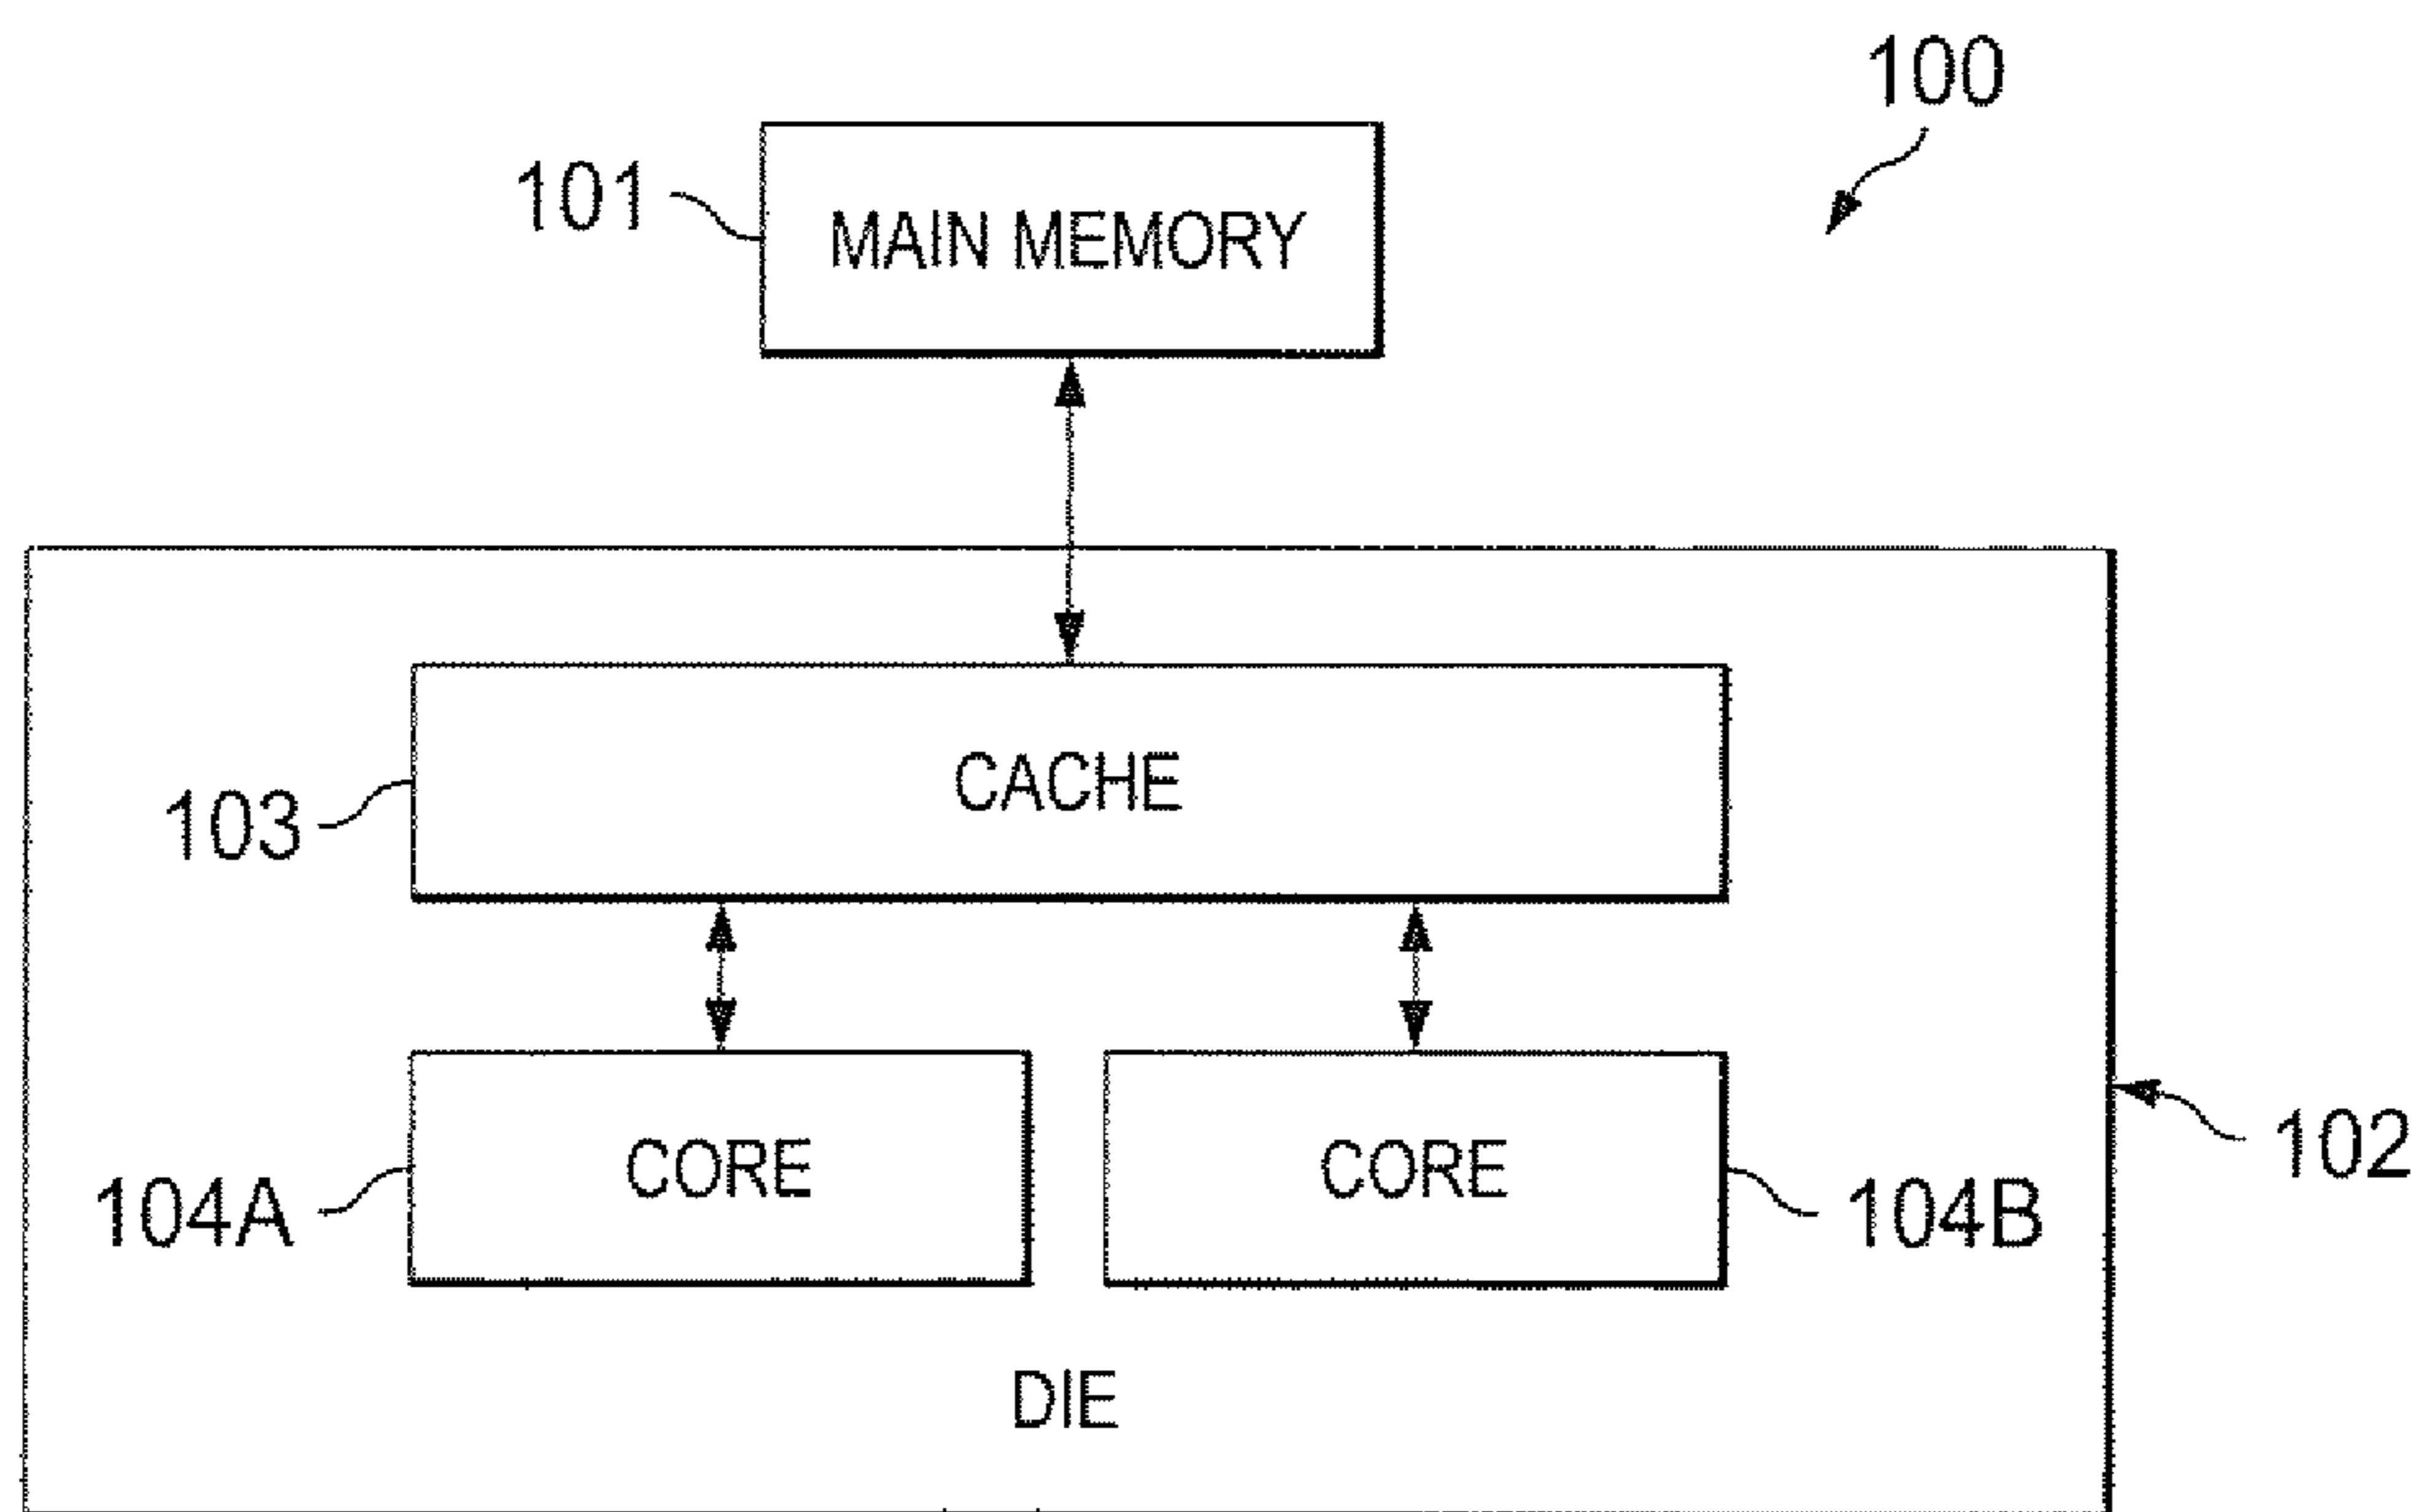 100
101
MAIN MEMORY
CACHE
103
CORE
CORE
104A
104B
102
DIE